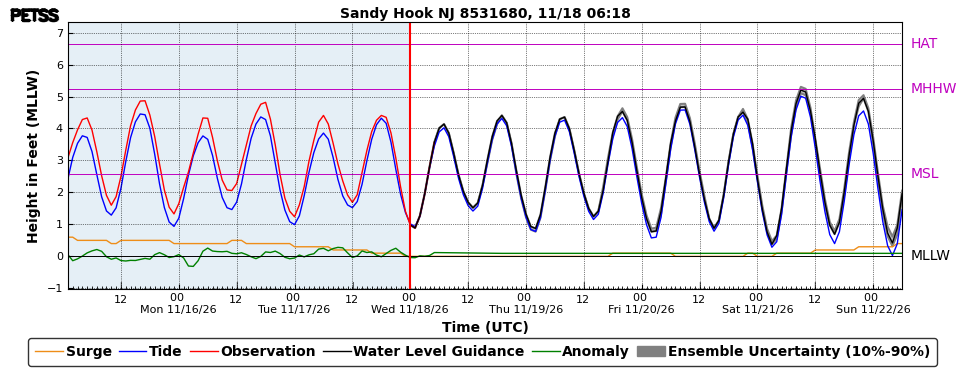 PETSS
Sandy Hook NJ 8531680, 11/18 06:18
Height in Feet (MLLW)
7
6
5
4
3
2
1
0
−1
HAT
MHHW
MSL
MLLW
12 00 12 00 12 00 12 00 12 00 12 00 12 00
Mon 11/16/26 Tue 11/17/26 Wed 11/18/26 Thu 11/19/26 Fri 11/20/26 Sat 11/21/26 Sun 11/22/26
Time (UTC)
Surge Tide Observation Water Level Guidance Anomaly Ensemble Uncertainty (10%-90%)